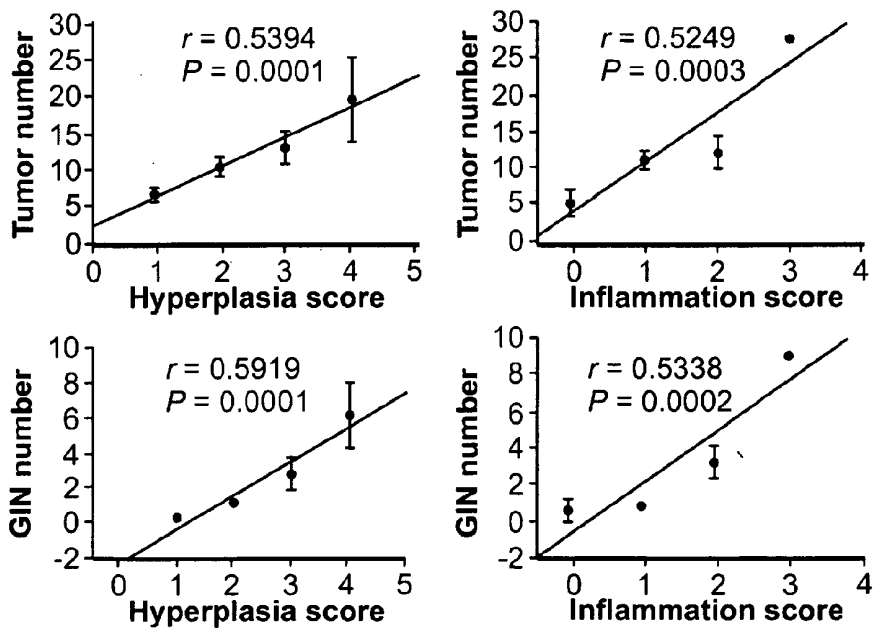 30
25
20
15
10
5
0
Tumor number
r = 0.5394
P = 0.0001
0 1 2 3 4 5
Hyperplasia score
30
25
20
15
10
5
0
Tumor number
r = 0.5249
P = 0.0003
0 1 2 3 4
Inflammation score
10
8
6
4
2
0
-2
GIN number
r = 0.5919
P = 0.0001
0 1 2 3 4 5
Hyperplasia score
10
8
6
4
2
0
-2
GIN number
r = 0.5338
P = 0.0002
0 1 2 3 4
Inflammation score